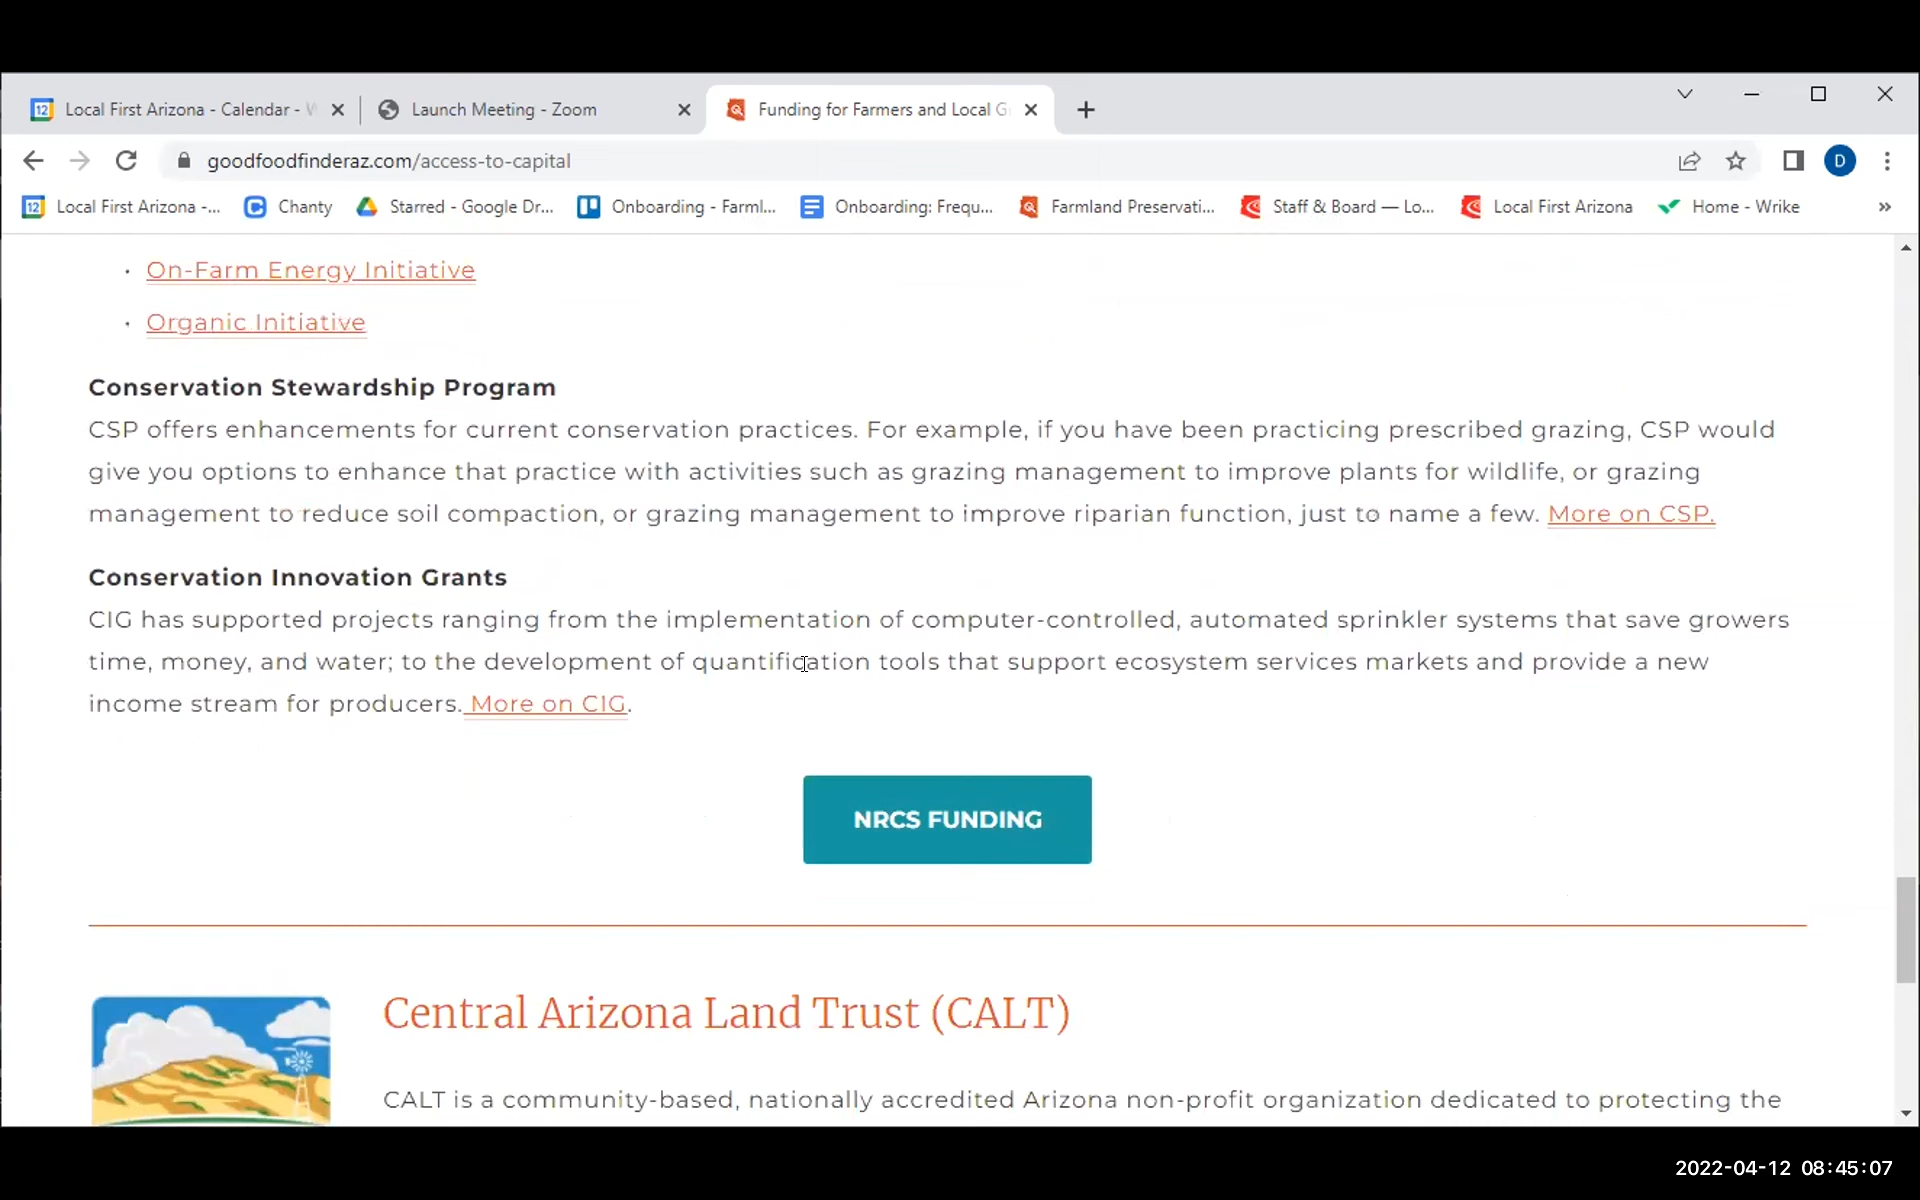 Local First Arizona - Calendar - W
Launch Meeting - Zoom
Funding for Farmers and Local G
goodfoodfinderaz.com/access-to-capital
D
12 Local First Arizona -...
Chanty
Starred - Google Dr...
Onboarding - Farml...
Onboarding: Frequ...
Farmland Preservati...
Staff & Board — Lo...
Local First Arizona
Home - Wrike
»
· On-Farm Energy Initiative
· Organic Initiative
Conservation Stewardship Program
CSP offers enhancements for current conservation practices. For example, if you have been practicing prescribed grazing, CSP would
give you options to enhance that practice with activities such as grazing management to improve plants for wildlife, or grazing
management to reduce soil compaction, or grazing management to improve riparian function, just to name a few. More on CSP.
Conservation Innovation Grants
CIG has supported projects ranging from the implementation of computer-controlled, automated sprinkler systems that save growers
time, money, and water; to the development of quantification tools that support ecosystem services markets and provide a new
income stream for producers. More on CIG.
NRCS FUNDING
Central Arizona Land Trust (CALT)
CALT is a community-based, nationally accredited Arizona non-profit organization dedicated to protecting the
2022-04-12 08:45:07